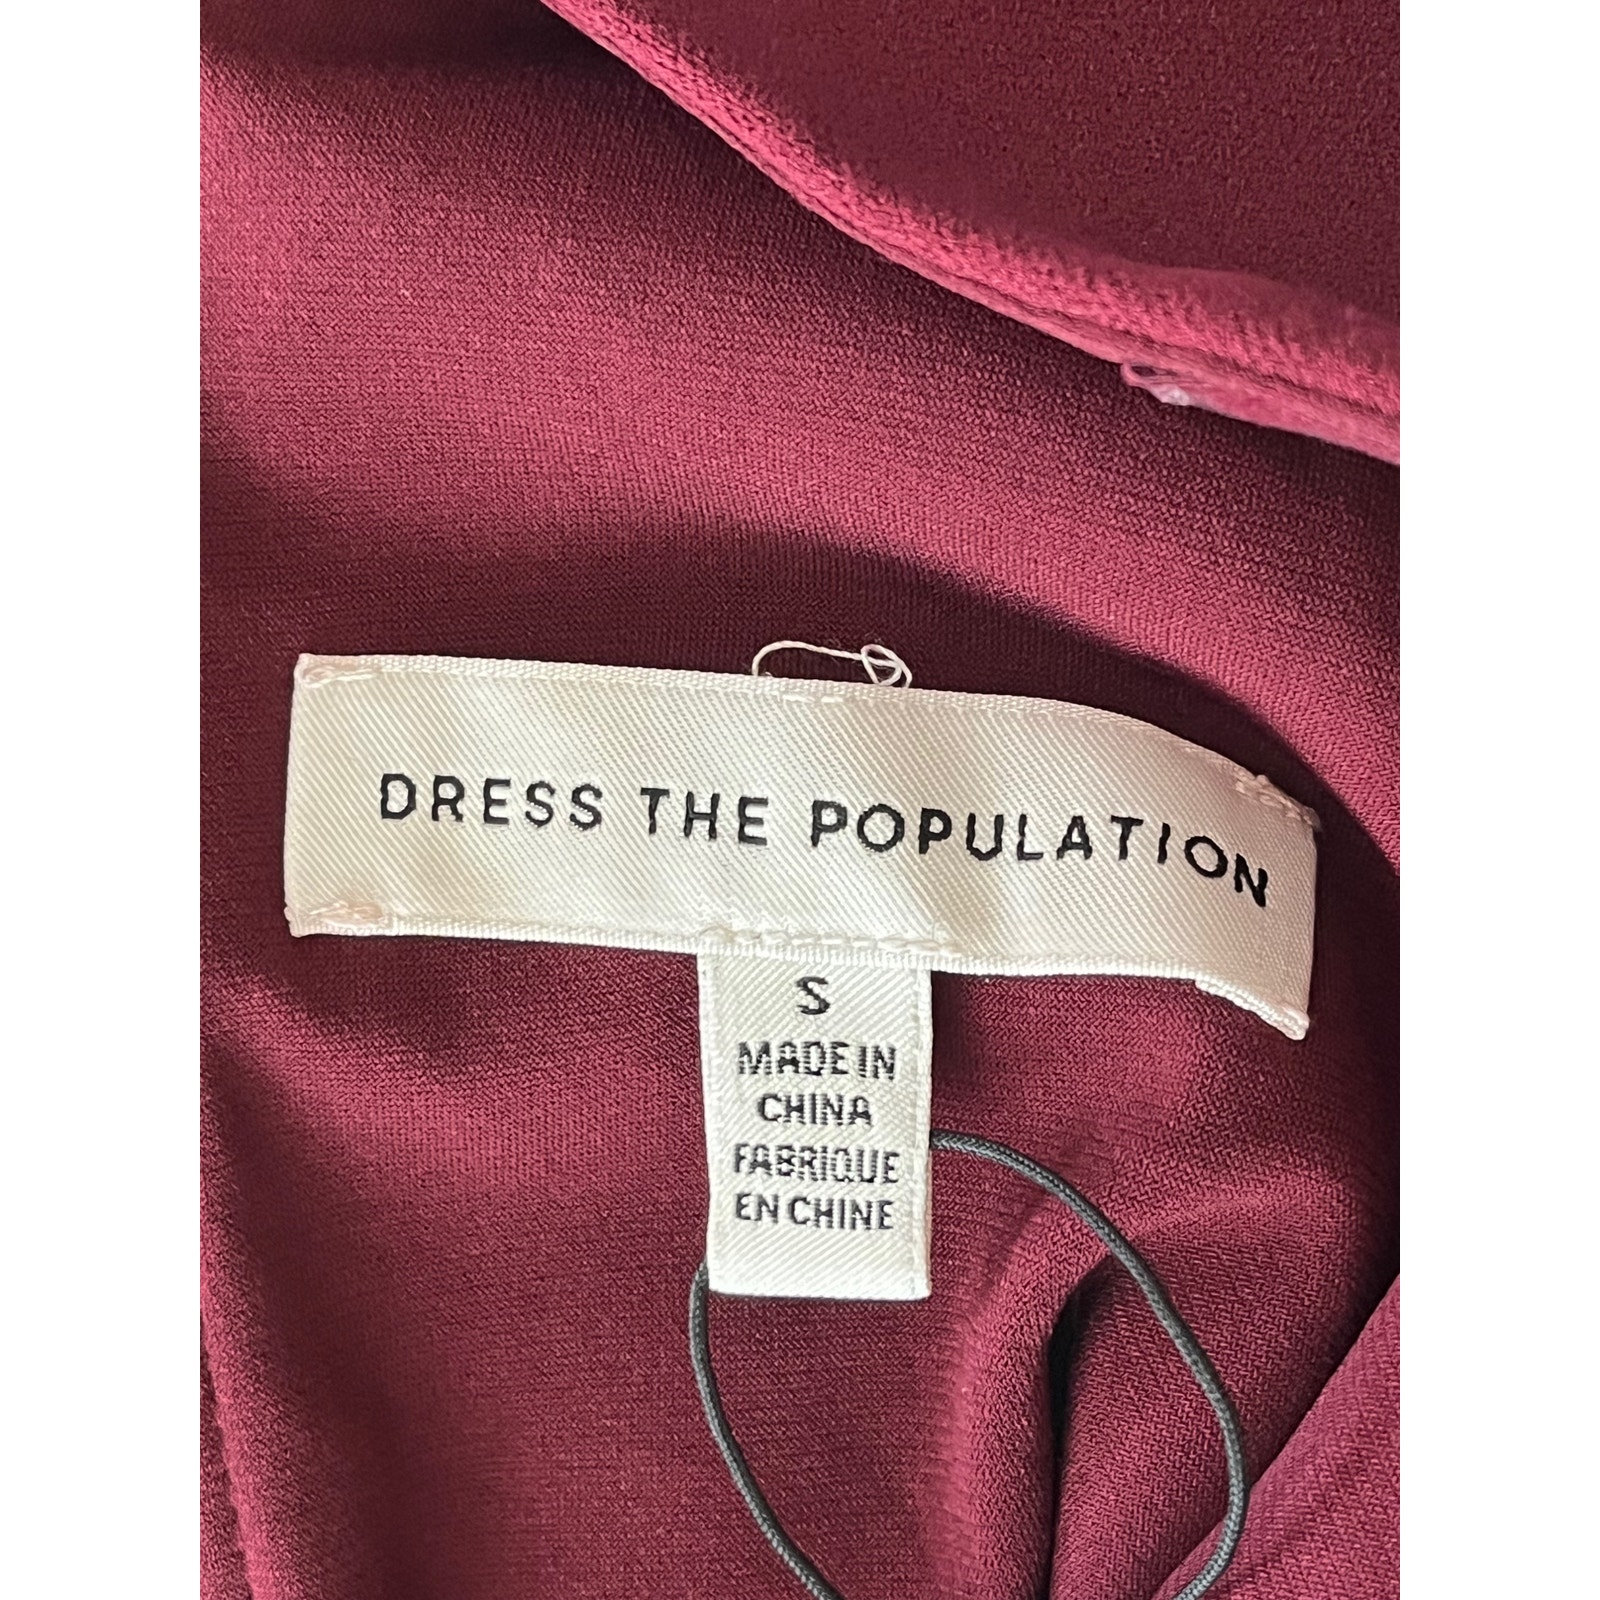 DRESS THE POPULATION
S
MADE IN
CHINA
FABRIQUE
EN CHINE